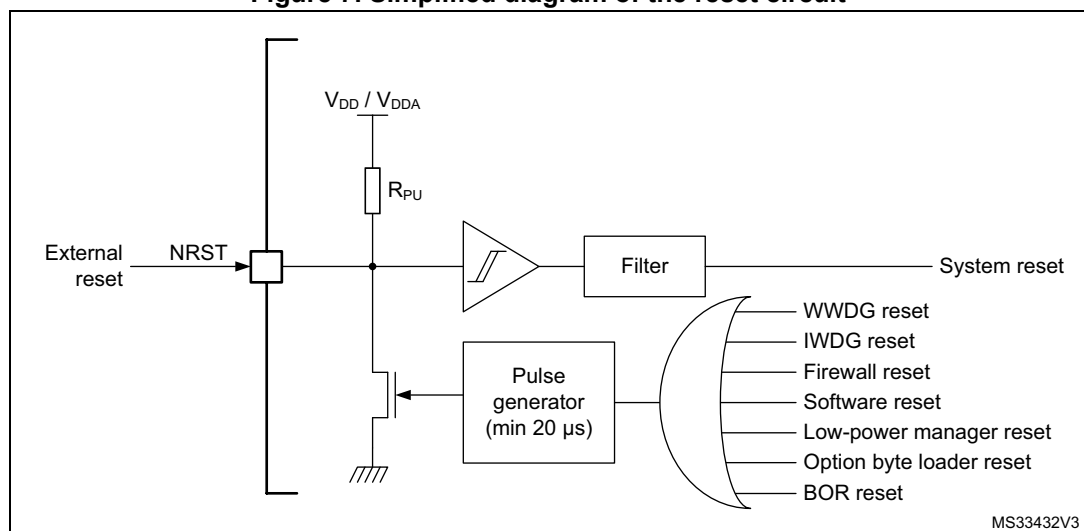 Figure 7. Simplified diagram of the reset circuit
VDD / VDDA
RPU
External
reset
NRST
Filter
System reset
Pulse
generator
(min 20 μs)
WWDG reset
IWDG reset
Firewall reset
Software reset
Low-power manager reset
Option byte loader reset
BOR reset
MS33432V3